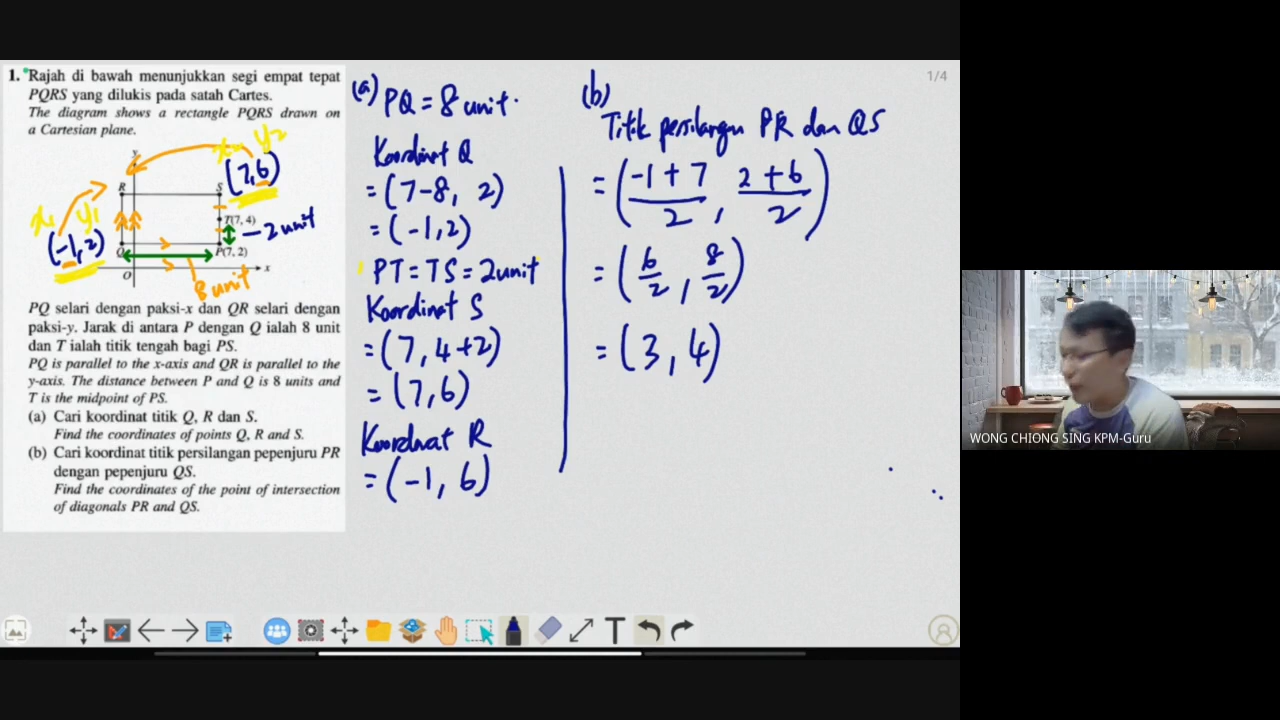 1. Rajah di bawah menunjukkan segi empat tepat
PQRS yang dilukis pada satah Cartes.
The diagram shows a rectangle PQRS drawn on
a Cartesian plane.
y
x₂ y₂
(7,6)
R
S
x₁ y₁
T(7, 4)
2 unit
(-1,2)
Q
P(7, 2)
O
x
8 unit
PQ selari dengan paksi-x dan QR selari dengan
paksi-y. Jarak di antara P dengan Q ialah 8 unit
dan T ialah titik tengah bagi PS.
PQ is parallel to the x-axis and QR is parallel to the
y-axis. The distance between P and Q is 8 units and
T is the midpoint of PS.
(a) Cari koordinat titik Q, R dan S.
Find the coordinates of points Q, R and S.
(b) Cari koordinat titik persilangan pepenjuru PR
dengan pepenjuru QS.
Find the coordinates of the point of intersection
of diagonals PR and QS.
(a) PQ = 8 unit.
Koordinat Q
= (7-8, 2)
= (-1,2)
PT = TS = 2 unit
Koordinat S
= (7, 4+2)
= (7,6)
Koordinat R
= (-1, 6)
(b)
Titik persilangan PR dan QS
= (-1+7/2, 2+6/2)
= (6/2, 8/2)
= (3, 4)
1/4
T
WONG CHIONG SING KPM-Guru